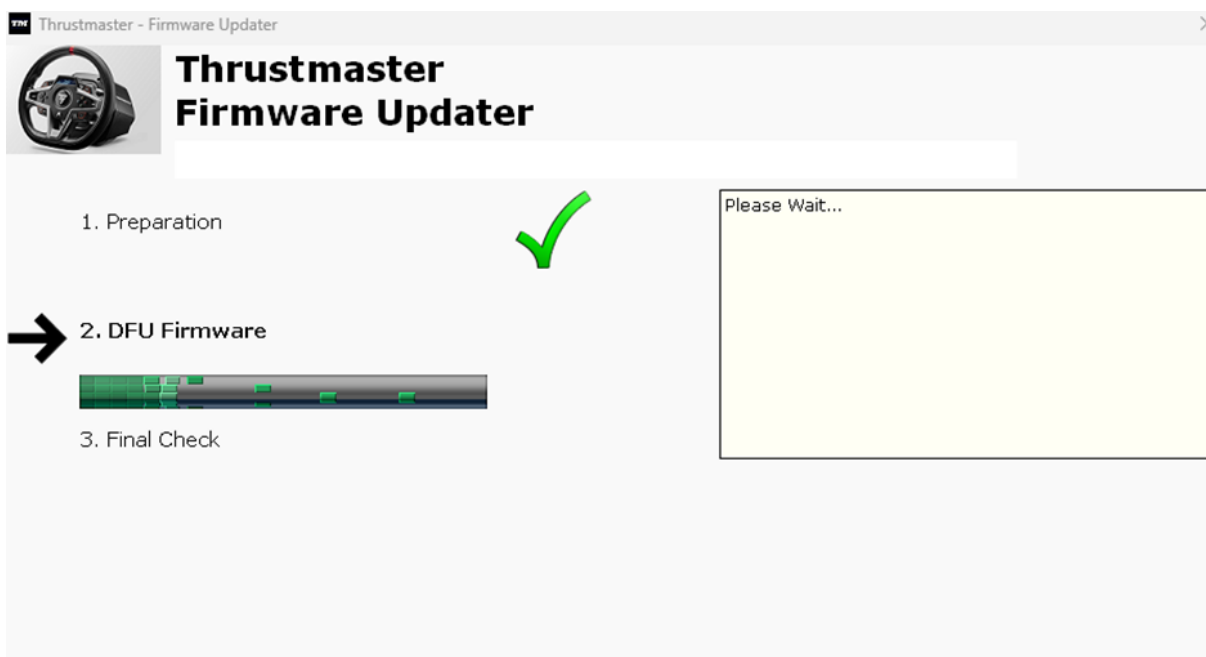 Thrustmaster - Firmware Updater
Thrustmaster
Firmware Updater
1. Preparation
Please Wait...
2. DFU Firmware
3. Final Check